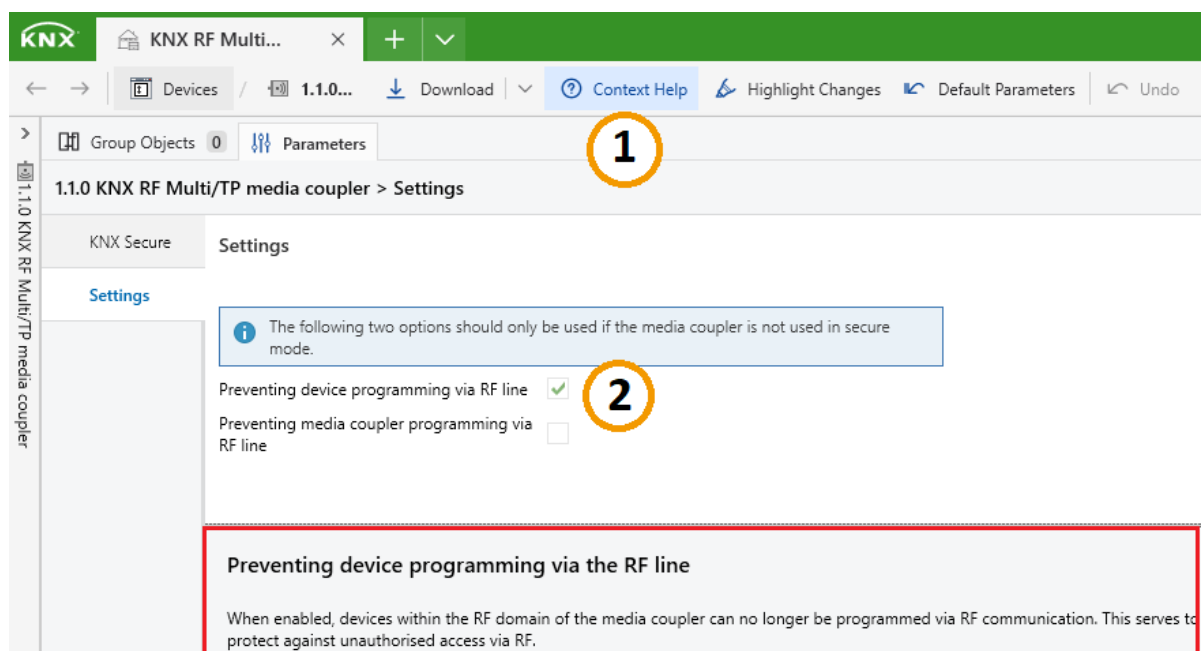 KNX
KNX RF Multi...
Devices / 1.1.0... Download Context Help Highlight Changes Default Parameters Undo
1
Group Objects 0 Parameters
1.1.0 KNX RF Multi/TP media coupler > Settings
1.1.0 KNX RF Multi/TP media coupler
KNX Secure
Settings
Settings
The following two options should only be used if the media coupler is not used in secure
mode.
Preventing device programming via RF line
2
Preventing media coupler programming via
RF line
Preventing device programming via the RF line
When enabled, devices within the RF domain of the media coupler can no longer be programmed via RF communication. This serves to
protect against unauthorised access via RF.